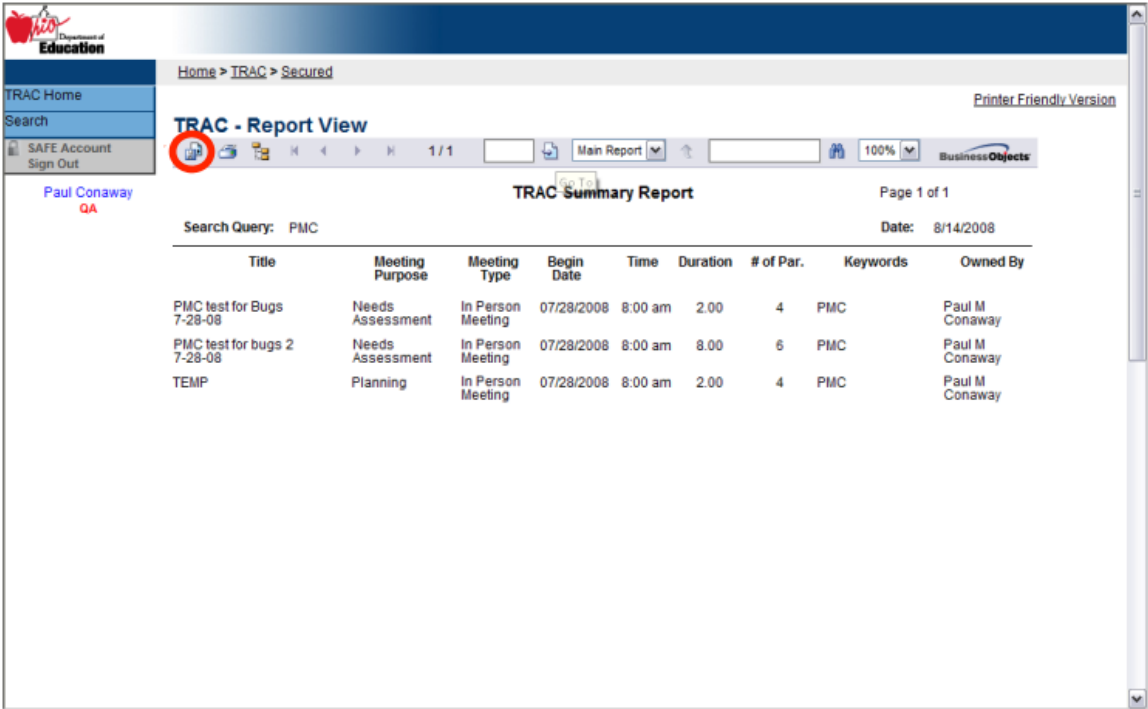 Ohio
Department of
Education
Home > TRAC > Secured
TRAC Home
Search
SAFE Account
Sign Out
Paul Conaway
QA
Printer Friendly Version
TRAC - Report View
1/1 Main Report 100% BusinessObjects
Go To
TRAC Summary Report Page 1 of 1
Search Query: PMC Date: 8/14/2008
Title Meeting Purpose Meeting Type Begin Date Time Duration # of Par. Keywords Owned By
PMC test for Bugs Needs In Person 07/28/2008 8:00 am 2.00 4 PMC Paul M
7-28-08 Assessment Meeting Conaway
PMC test for bugs 2 Needs In Person 07/28/2008 8:00 am 8.00 6 PMC Paul M
7-28-08 Assessment Meeting Conaway
TEMP Planning In Person 07/28/2008 8:00 am 2.00 4 PMC Paul M
Meeting Conaway